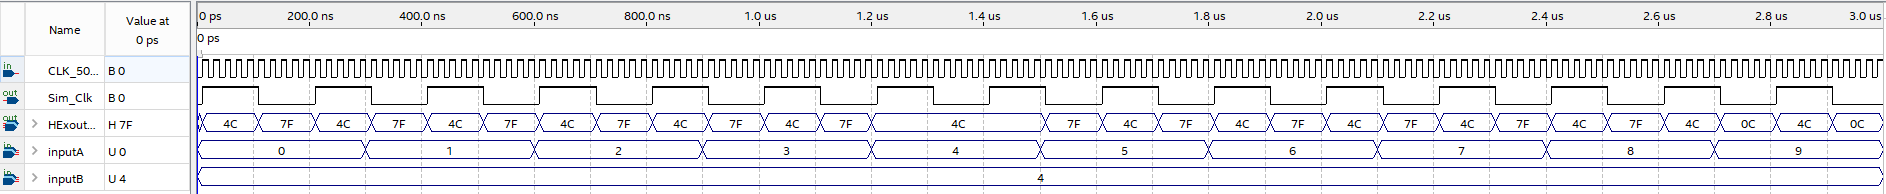 Name
Value at
0 ps
0 ps 200.0 ns 400.0 ns 600.0 ns 800.0 ns 1.0 us 1.2 us 1.4 us 1.6 us 1.8 us 2.0 us 2.2 us 2.4 us 2.6 us 2.8 us 3.0 us
0 ps
in CLK_50... B 0
out Sim_Clk B 0
out HExout... H 7F 4C 7F 4C 7F 4C 7F 4C 7F 4C 7F 4C 7F 4C 7F 4C 7F 4C 7F 4C 7F 4C 7F 4C 7F 4C 0C 4C 0C
in inputA U 0 0 1 2 3 4 5 6 7 8 9
in inputB U 4 4